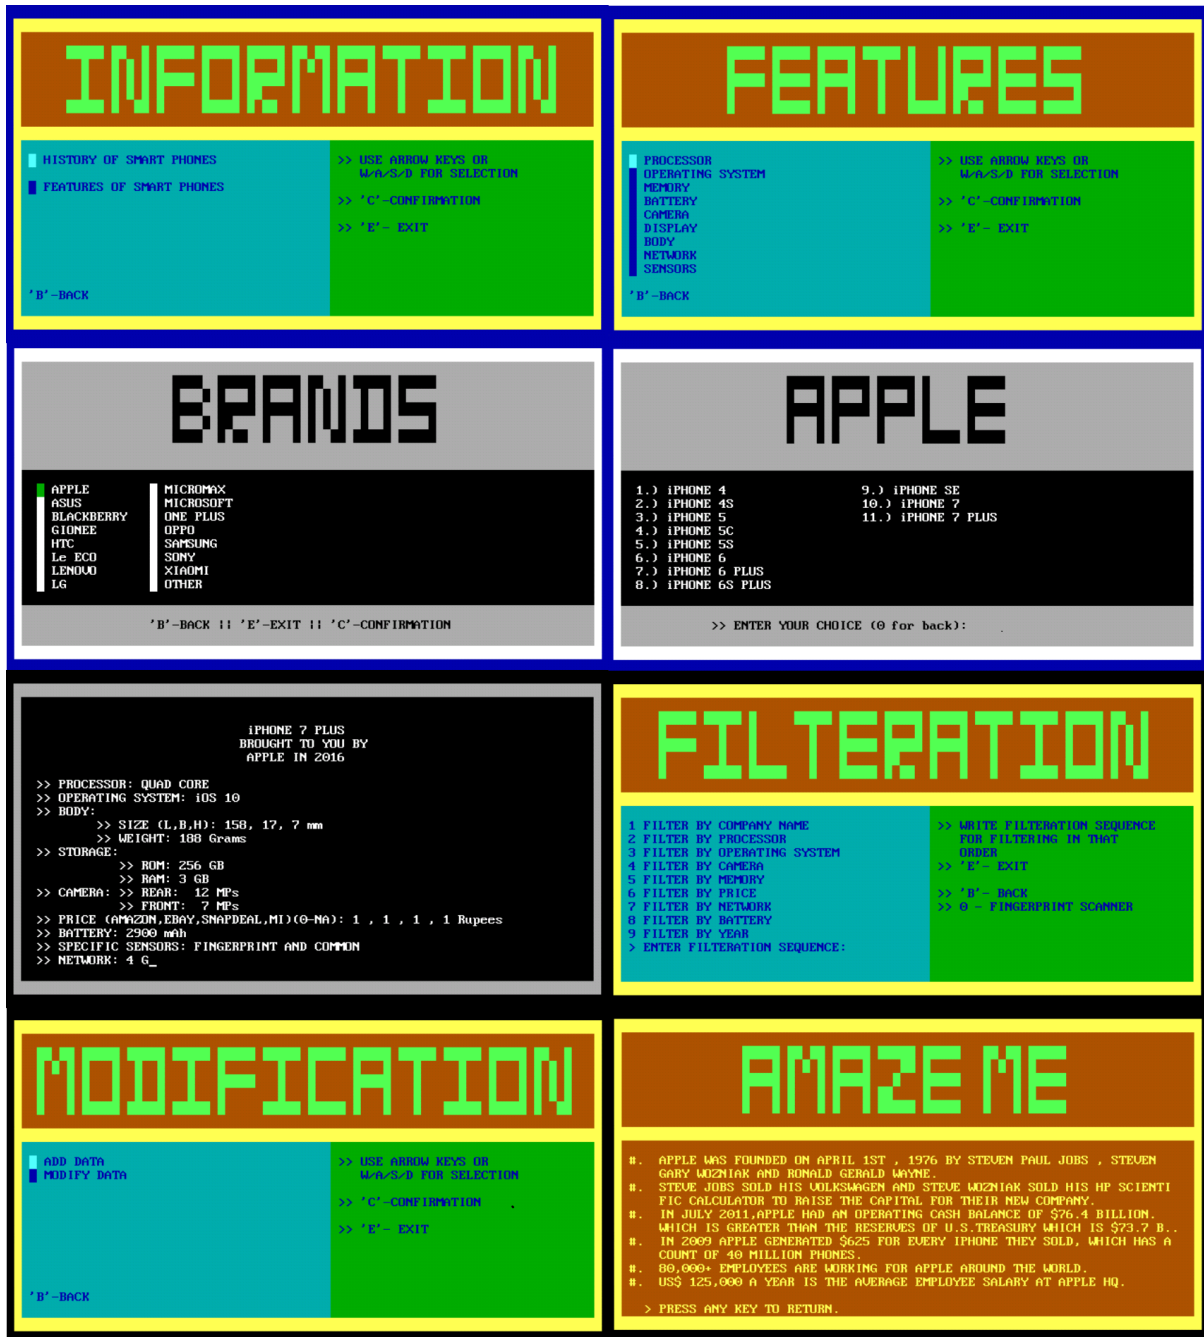 INFORMATION
HISTORY OF SMART PHONES
FEATURES OF SMART PHONES
'B'-BACK
>> USE ARROW KEYS OR
W/A/S/D FOR SELECTION
>> 'C'-CONFIRMATION
>> 'E'- EXIT
FEATURES
PROCESSOR
OPERATING SYSTEM
MEMORY
BATTERY
CAMERA
DISPLAY
BODY
NETWORK
SENSORS
'B'-BACK
>> USE ARROW KEYS OR
W/A/S/D FOR SELECTION
>> 'C'-CONFIRMATION
>> 'E'- EXIT
BRANDS
APPLE
ASUS
BLACKBERRY
GIONEE
HTC
Le ECO
LENOVO
LG
MICROMAX
MICROSOFT
ONE PLUS
OPPO
SAMSUNG
SONY
XIAOMI
OTHER
'B'-BACK || 'E'-EXIT || 'C'-CONFIRMATION
APPLE
1.) iPHONE 4
2.) iPHONE 4S
3.) iPHONE 5
4.) iPHONE 5C
5.) iPHONE 5S
6.) iPHONE 6
7.) iPHONE 6 PLUS
8.) iPHONE 6S PLUS
9.) iPHONE SE
10.) iPHONE 7
11.) iPHONE 7 PLUS
>> ENTER YOUR CHOICE (0 for back):
iPHONE 7 PLUS
BROUGHT TO YOU BY
APPLE IN 2016
>> PROCESSOR: QUAD CORE
>> OPERATING SYSTEM: iOS 10
>> BODY:
>> SIZE (L,B,H): 158, 17, 7 mm
>> WEIGHT: 188 Grams
>> STORAGE:
>> ROM: 256 GB
>> RAM: 3 GB
>> CAMERA: >> REAR: 12 MPs
>> FRONT: 7 MPs
>> PRICE (AMAZON,EBAY,SNAPDEAL,MI)(0-NA): 1 , 1 , 1 , 1 Rupees
>> BATTERY: 2900 mAh
>> SPECIFIC SENSORS: FINGERPRINT AND COMMON
>> NETWORK: 4 G_
FILTERATION
1 FILTER BY COMPANY NAME
2 FILTER BY PROCESSOR
3 FILTER BY OPERATING SYSTEM
4 FILTER BY CAMERA
5 FILTER BY MEMORY
6 FILTER BY PRICE
7 FILTER BY NETWORK
8 FILTER BY BATTERY
9 FILTER BY YEAR
> ENTER FILTERATION SEQUENCE:
>> WRITE FILTERATION SEQUENCE
FOR FILTERING IN THAT
ORDER
>> 'E'- EXIT
>> 'B'- BACK
>> 0 - FINGERPRINT SCANNER
MODIFICATION
ADD DATA
MODIFY DATA
'B'-BACK
>> USE ARROW KEYS OR
W/A/S/D FOR SELECTION
>> 'C'-CONFIRMATION
>> 'E'- EXIT
AMAZE ME
#. APPLE WAS FOUNDED ON APRIL 1ST , 1976 BY STEVEN PAUL JOBS , STEVEN
GARY WOZNIAK AND RONALD GERALD WAYNE.
#. STEVE JOBS SOLD HIS VOLKSWAGEN AND STEVE WOZNIAK SOLD HIS HP SCIENTI
FIC CALCULATOR TO RAISE THE CAPITAL FOR THEIR NEW COMPANY.
#. IN JULY 2011,APPLE HAD AN OPERATING CASH BALANCE OF $76.4 BILLION.
WHICH IS GREATER THAN THE RESERVES OF U.S.TREASURY WHICH IS $73.7 B..
#. IN 2009 APPLE GENERATED $625 FOR EVERY IPHONE THEY SOLD, WHICH HAS A
COUNT OF 40 MILLION PHONES.
#. 80,000+ EMPLOYEES ARE WORKING FOR APPLE AROUND THE WORLD.
#. US$ 125,000 A YEAR IS THE AVERAGE EMPLOYEE SALARY AT APPLE HQ.
> PRESS ANY KEY TO RETURN.